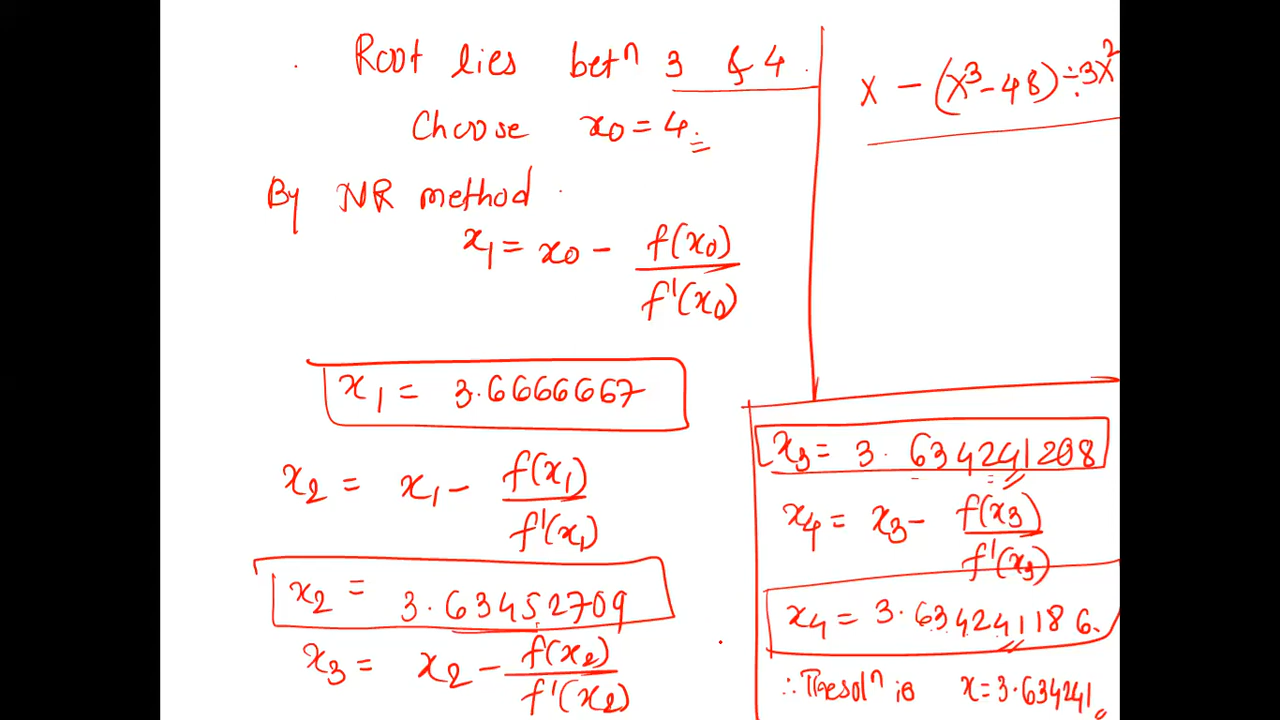 Root lies betⁿ 3 & 4.
Choose x₀ = 4.
By NR method
x₁ = x₀ - f(x₀) / f'(x₀)
x₁ = 3.6666667
x₂ = x₁ - f(x₁) / f'(x₁)
x₂ = 3.63452709
x₃ = x₂ - f(x₂) / f'(x₂)
x - (x³ - 48) ÷ 3x²
x₃ = 3.634241208
x₄ = x₃ - f(x₃) / f'(x₃)
x₄ = 3.634241186.
∴ The solⁿ is x = 3.634241